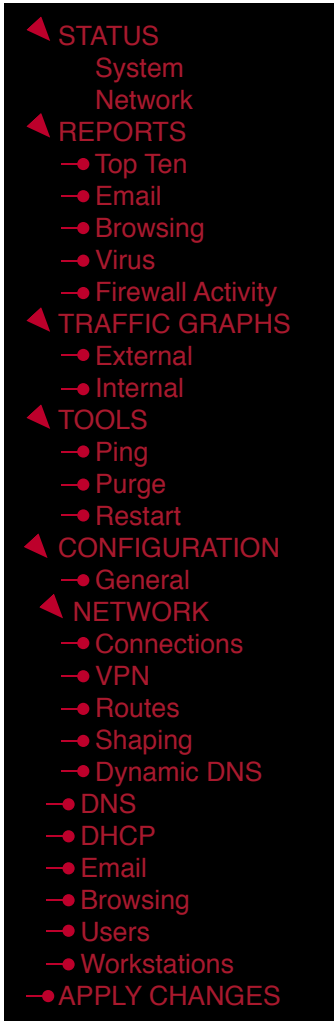 STATUS
System
Network
REPORTS
Top Ten
Email
Browsing
Virus
Firewall Activity
TRAFFIC GRAPHS
External
Internal
TOOLS
Ping
Purge
Restart
CONFIGURATION
General
NETWORK
Connections
VPN
Routes
Shaping
Dynamic DNS
DNS
DHCP
Email
Browsing
Users
Workstations
APPLY CHANGES